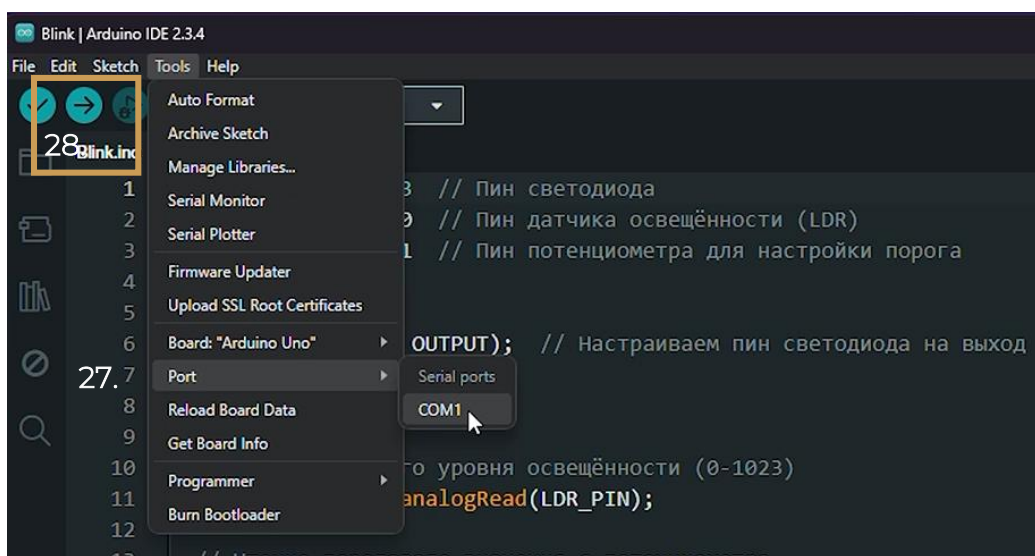 Blink | Arduino IDE 2.3.4
File Edit Sketch Tools Help
28.
Blink.inc
Auto Format
Archive Sketch
Manage Libraries...
Serial Monitor
Serial Plotter
Firmware Updater
Upload SSL Root Certificates
Board: "Arduino Uno"
27.
Port
Reload Board Data
Get Board Info
Programmer
Burn Bootloader
Serial ports
COM1
1 3 // Пин светодиода
2 0 // Пин датчика освещённости (LDR)
3 1 // Пин потенциометра для настройки порога
4
5
6 OUTPUT); // Настраиваем пин светодиода на выход
7
8
9
10 го уровня освещённости (0-1023)
11 analogRead(LDR_PIN);
12